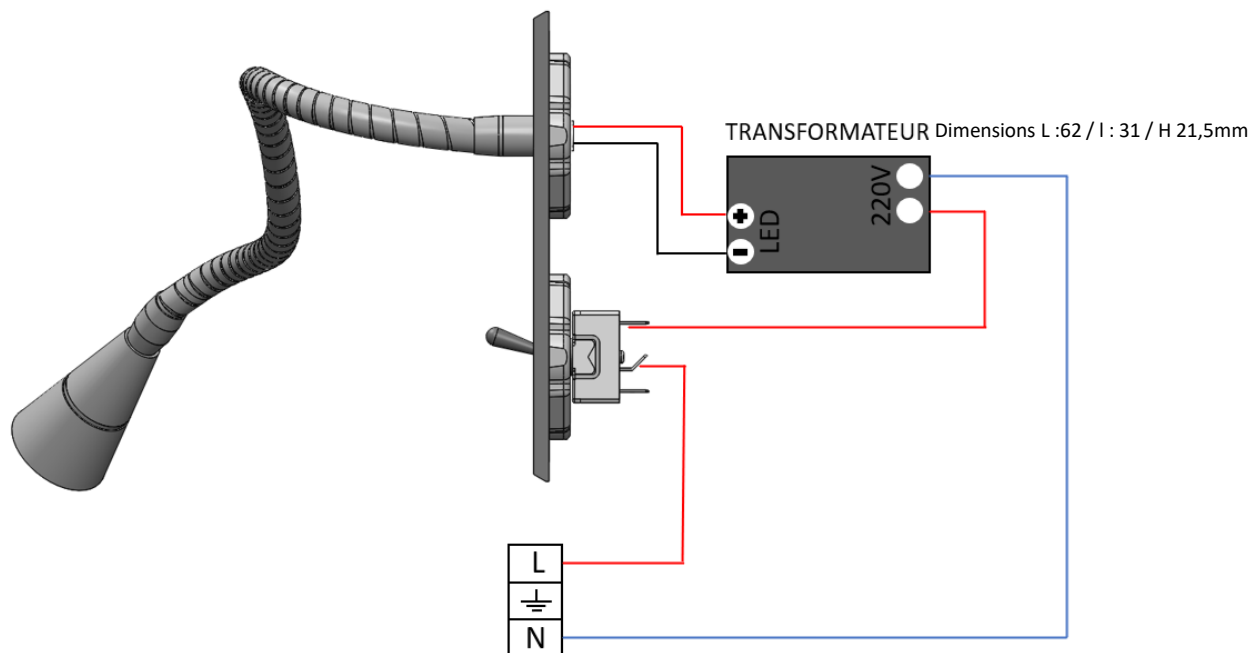 TRANSFORMATEUR Dimensions L :62 / l : 31 / H 21,5mm
220V
LED
L
N